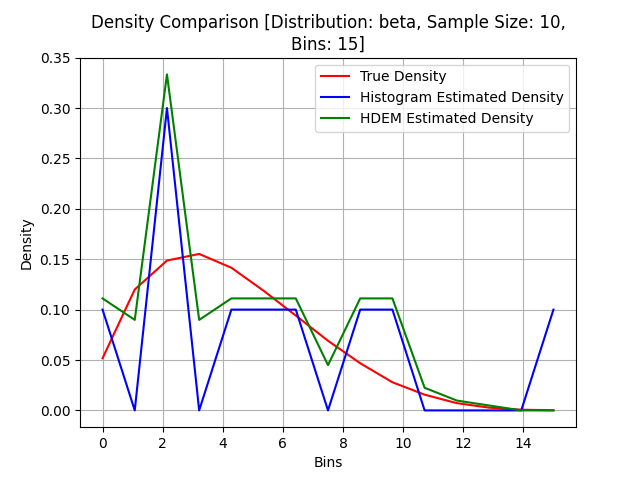 Density Comparison [Distribution: beta, Sample Size: 10,
Bins: 15]
True Density
Histogram Estimated Density
HDEM Estimated Density
Density
0.35
0.30
0.25
0.20
0.15
0.10
0.05
0.00
0 2 4 6 8 10 12 14
Bins